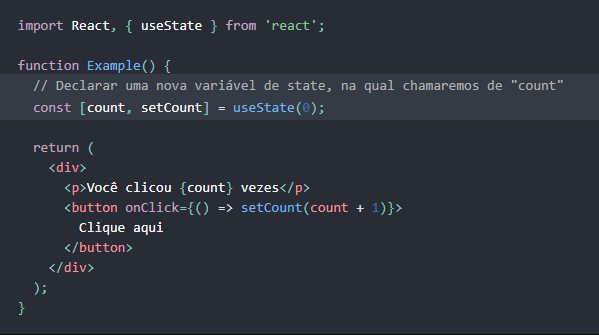 import React, { useState } from 'react';
function Example() {
// Declarar uma nova variável de state, na qual chamaremos de "count"
const [count, setCount] = useState(0);
return (
<div>
<p>Você clicou {count} vezes</p>
<button onClick={() => setCount(count + 1)}>
Clique aqui
</button>
</div>
);
}